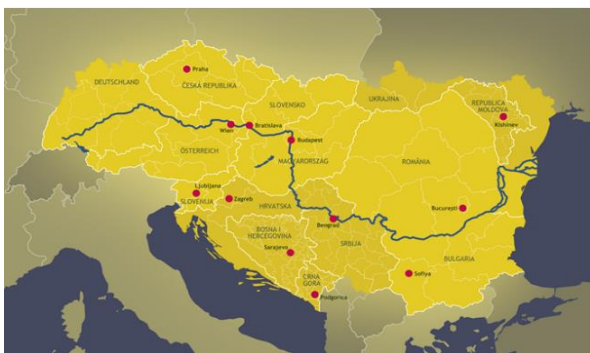 Praha
DEUTSCHLAND
ČESKÁ REPUBLIKA
SLOVENSKO
UKRAJINA
REPUBLICA
MOLDOVA
Kishinev
Wien
Bratislava
Budapest
ÖSTERREICH
MAGYARORSZÁG
ROMÂNIA
Ljubljana
SLOVENIJA
Zagreb
HRVATSKA
Bucuresti
Beograd
BOSNA I
HERCEGOVINA
Sarajevo
SRBIJA
BULGARIA
Sofiya
CRNA
GORA
Podgorica